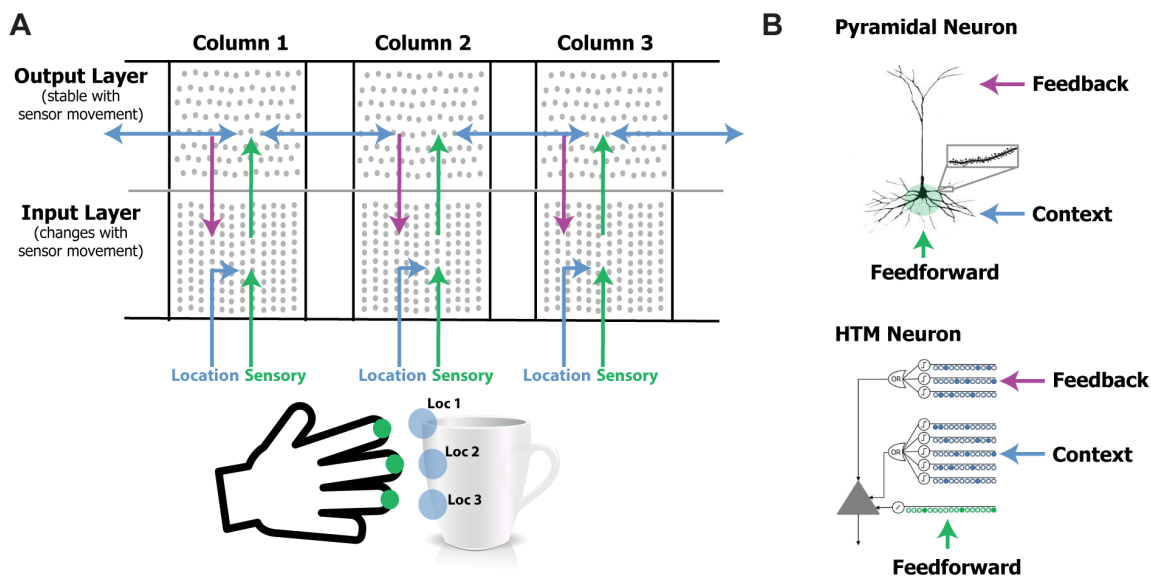 A
Column 1 Column 2 Column 3
Output Layer
(stable with
sensor movement)
Input Layer
(changes with
sensor movement)
Location Sensory Location Sensory Location Sensory
Loc 1
Loc 2
Loc 3
B
Pyramidal Neuron
Feedback
Context
Feedforward
HTM Neuron
OR
Feedback
OR
Context
Feedforward